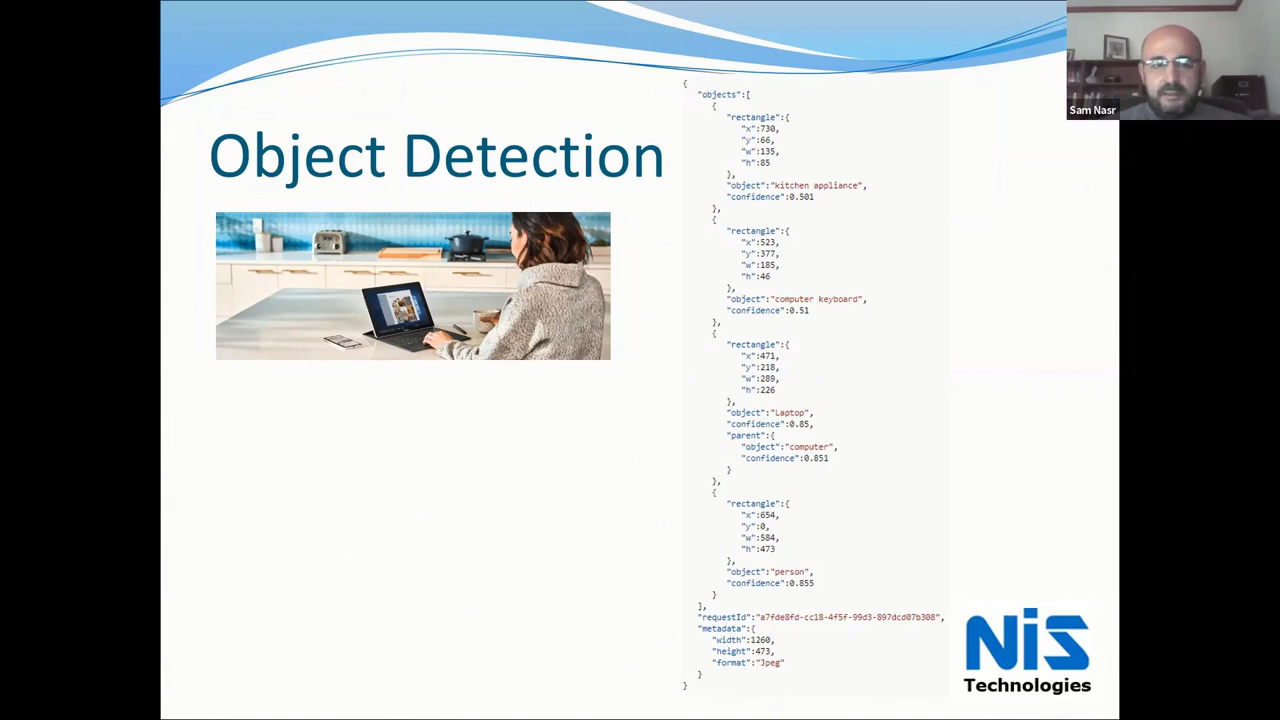 Object Detection
{
"objects":[
{
"rectangle":{
"x":730,
"y":66,
"w":135,
"h":85
},
"object":"kitchen appliance",
"confidence":0.501
},
{
"rectangle":{
"x":523,
"y":377,
"w":185,
"h":46
},
"object":"computer keyboard",
"confidence":0.51
},
{
"rectangle":{
"x":471,
"y":218,
"w":289,
"h":226
},
"object":"Laptop",
"confidence":0.85,
"parent":{
"object":"computer",
"confidence":0.851
}
},
{
"rectangle":{
"x":654,
"y":0,
"w":584,
"h":473
},
"object":"person",
"confidence":0.855
}
],
"requestId":"a7fde8fd-cc18-4f5f-99d3-897dcd07b308",
"metadata":{
"width":1260,
"height":473,
"format":"Jpeg"
}
}
Sam Nasr
NiS
Technologies